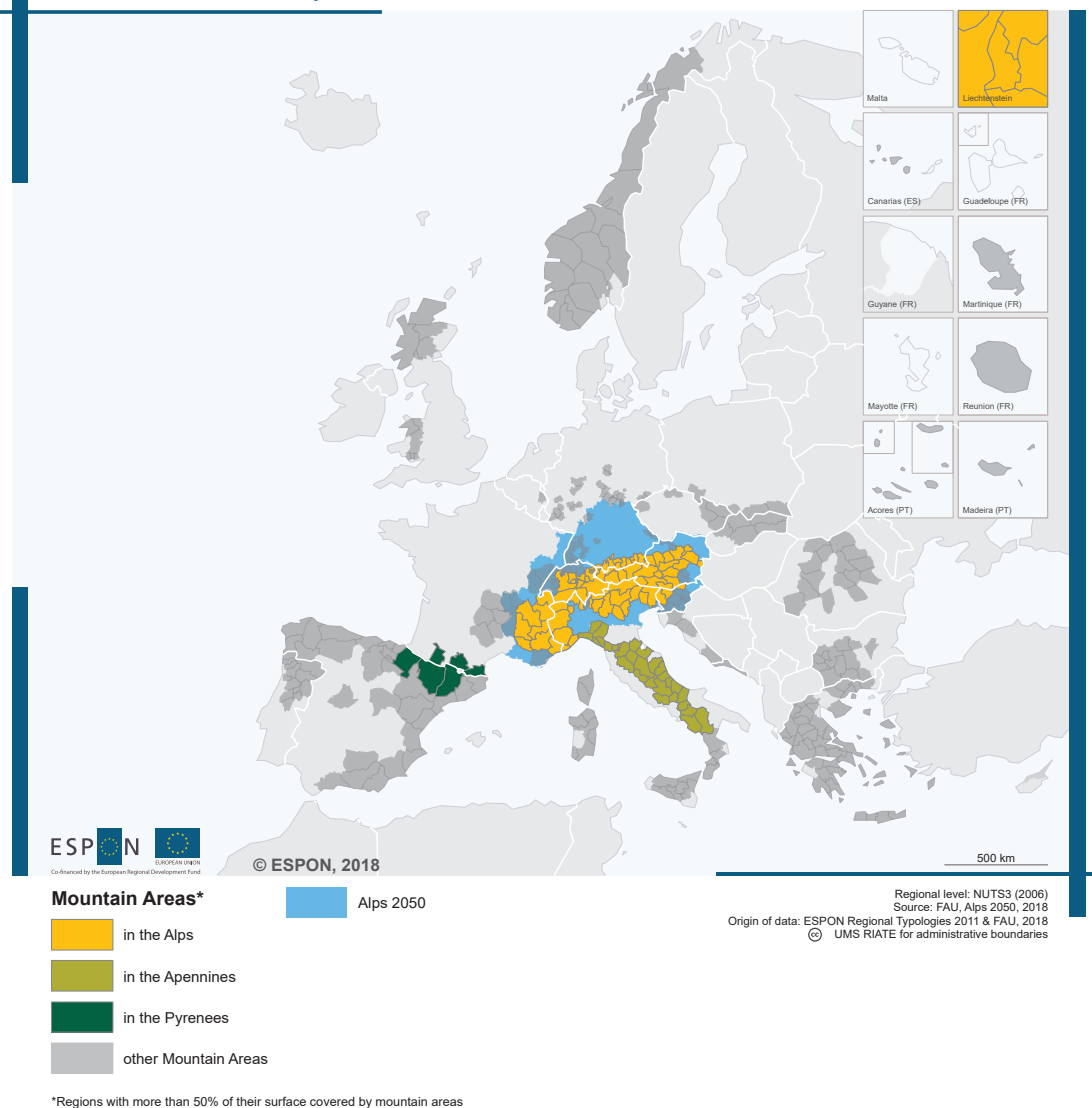 Malta
Liechtenstein
Canarias (ES)
Guadeloupe (FR)
Guyane (FR)
Martinique (FR)
Mayotte (FR)
Reunion (FR)
Acores (PT)
Madeira (PT)
ESPON
EUROPEAN UNION
Co-financed by the European Regional Development Fund
© ESPON, 2018
500 km
Mountain Areas*
in the Alps
in the Apennines
in the Pyrenees
other Mountain Areas
Alps 2050
Regional level: NUTS3 (2006)
Source: FAU, Alps 2050, 2018
Origin of data: ESPON Regional Typologies 2011 & FAU, 2018
cc UMS RIATE for administrative boundaries
*Regions with more than 50% of their surface covered by mountain areas